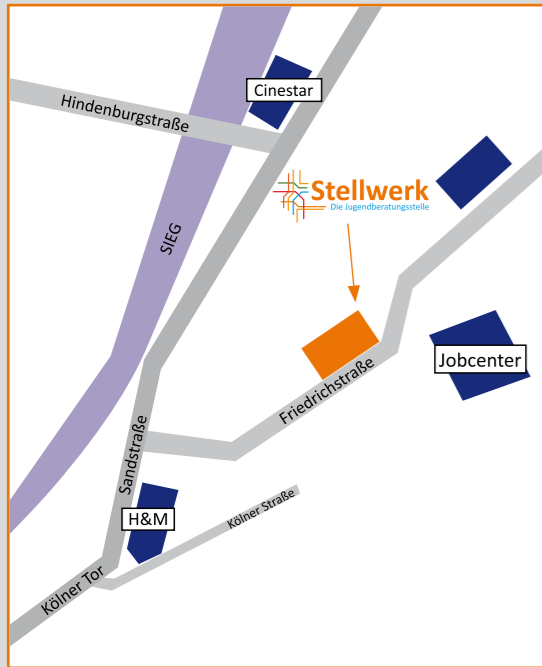 Cinestar
Hindenburgstraße
Stellwerk
Die Jugendberatungsstelle
SIEG
Jobcenter
Friedrichstraße
Sandstraße
H&M
Kölner Straße
Kölner Tor